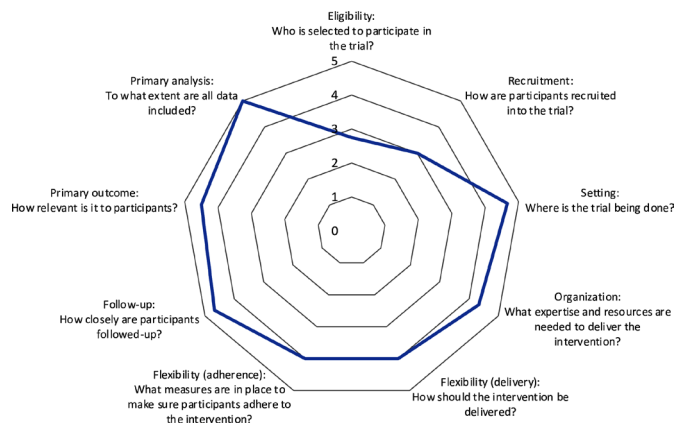 Eligibility:
Who is selected to participate in
the trial?
Recruitment:
How are participants recruited
into the trial?
Setting:
Where is the trial being done?
Organization:
What expertise and resources are
needed to deliver the
intervention?
Flexibility (delivery):
How should the intervention be
delivered?
Flexibility (adherence):
What measures are in place to
make sure participants adhere to
the intervention?
Follow-up:
How closely are participants
followed-up?
Primary outcome:
How relevant is it to participants?
Primary analysis:
To what extent are all data
included?
5
4
3
2
1
0